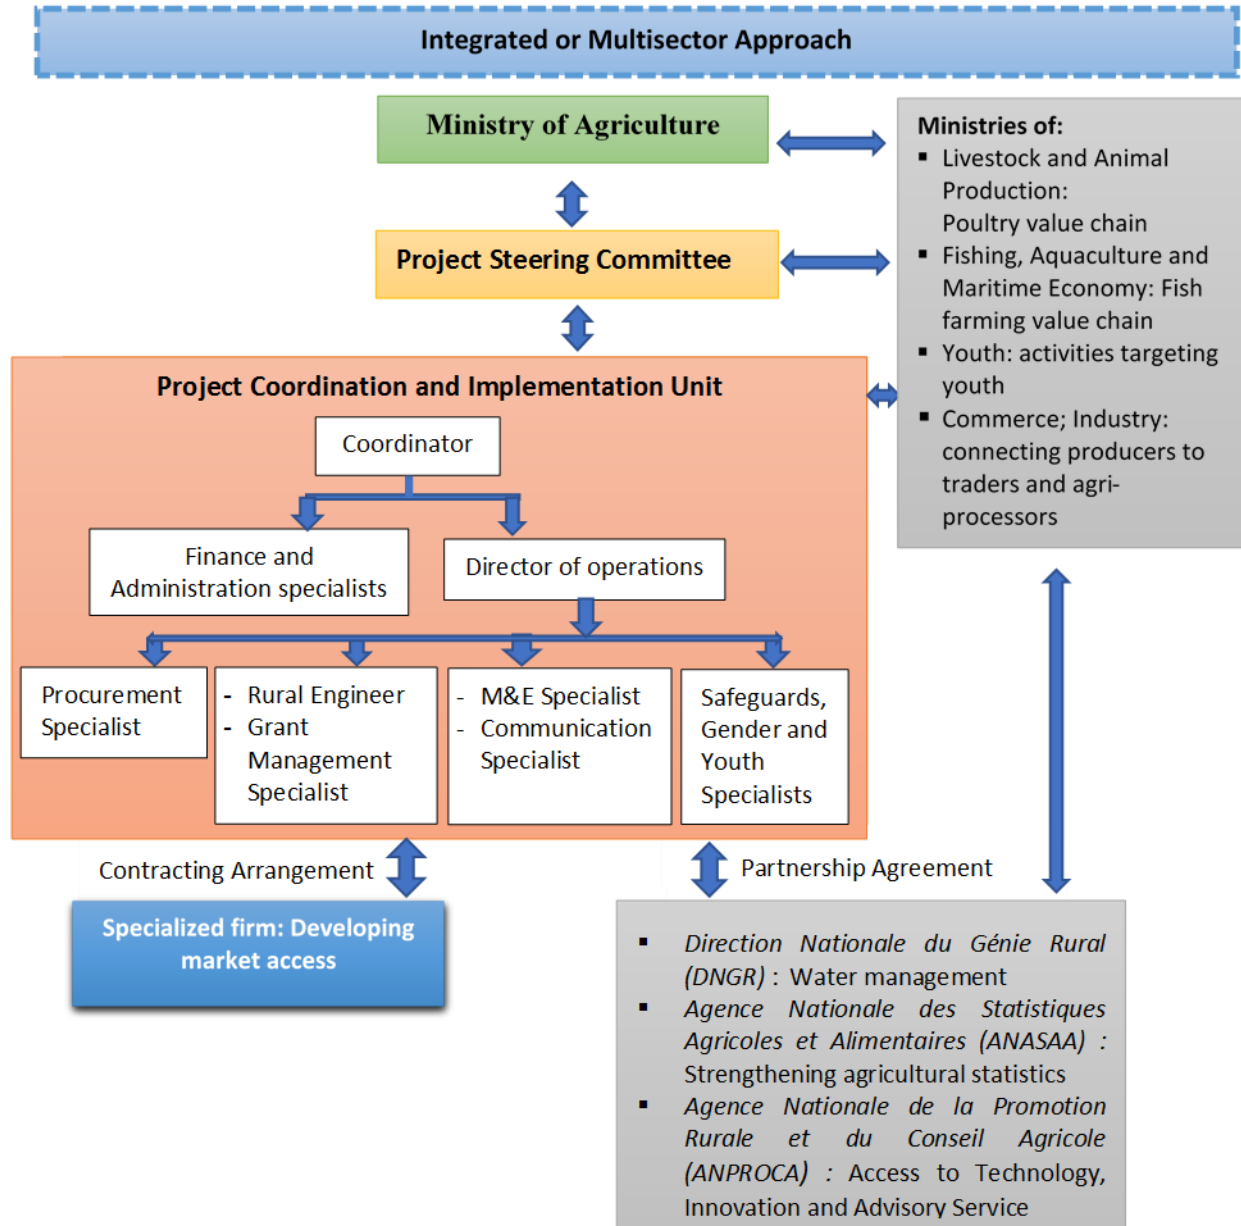 Integrated or Multisector Approach
Ministry of Agriculture
Project Steering Committee
Ministries of:
▪ Livestock and Animal
Production:
Poultry value chain
▪ Fishing, Aquaculture and
Maritime Economy: Fish
farming value chain
▪ Youth: activities targeting
youth
▪ Commerce; Industry:
connecting producers to
traders and agri-
processors
Project Coordination and Implementation Unit
Coordinator
Finance and
Administration specialists
Director of operations
Procurement
Specialist
- Rural Engineer
- Grant
Management
Specialist
- M&E Specialist
- Communication
Specialist
Safeguards,
Gender and
Youth
Specialists
Contracting Arrangement
Partnership Agreement
Specialized firm: Developing
market access
▪ Direction Nationale du Génie Rural
(DNGR) : Water management
▪ Agence Nationale des Statistiques
Agricoles et Alimentaires (ANASAA) :
Strengthening agricultural statistics
▪ Agence Nationale de la Promotion
Rurale et du Conseil Agricole
(ANPROCA) : Access to Technology,
Innovation and Advisory Service